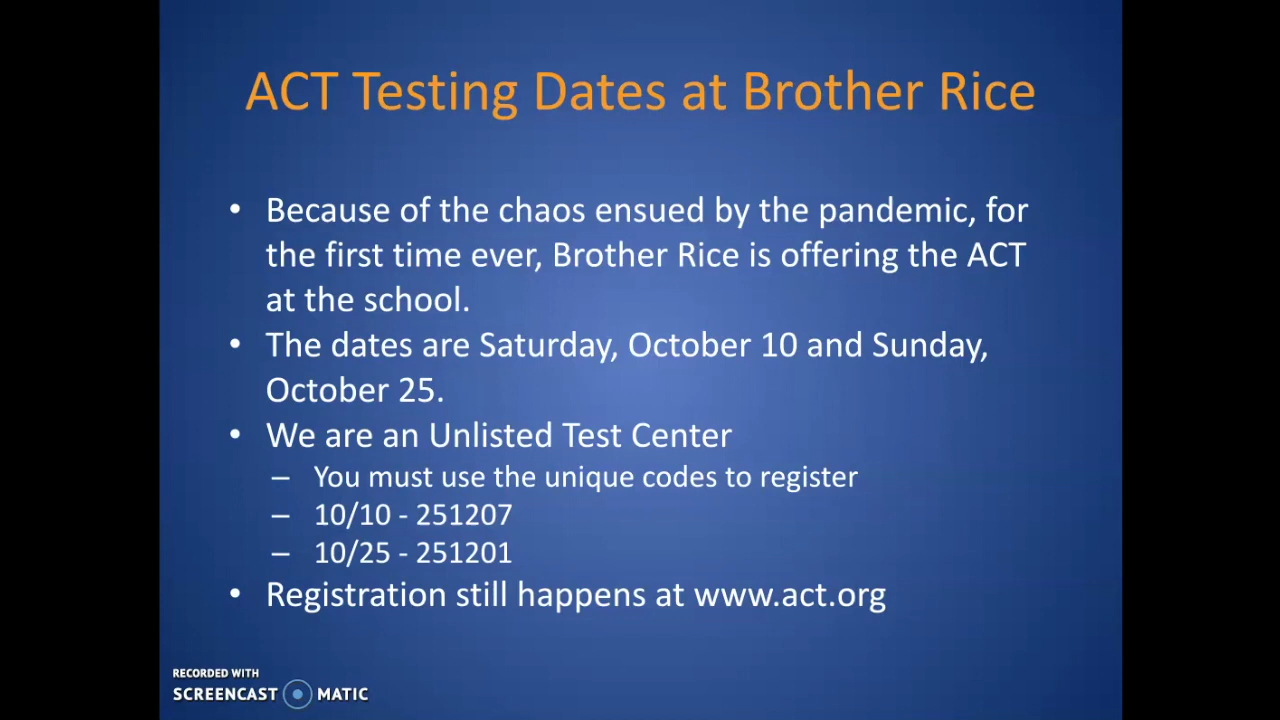 ACT Testing Dates at Brother Rice
• Because of the chaos ensued by the pandemic, for
the first time ever, Brother Rice is offering the ACT
at the school.
• The dates are Saturday, October 10 and Sunday,
October 25.
• We are an Unlisted Test Center
– You must use the unique codes to register
– 10/10 - 251207
– 10/25 - 251201
• Registration still happens at www.act.org
RECORDED WITH
SCREENCAST MATIC